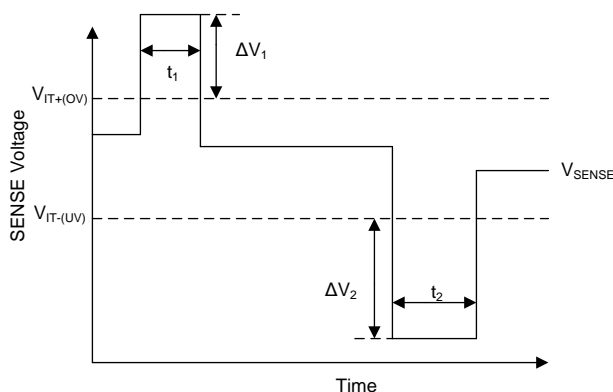 ΔV1
t1
VIT+(OV)
SENSE Voltage
VSENSE
VIT-(UV)
ΔV2
t2
Time